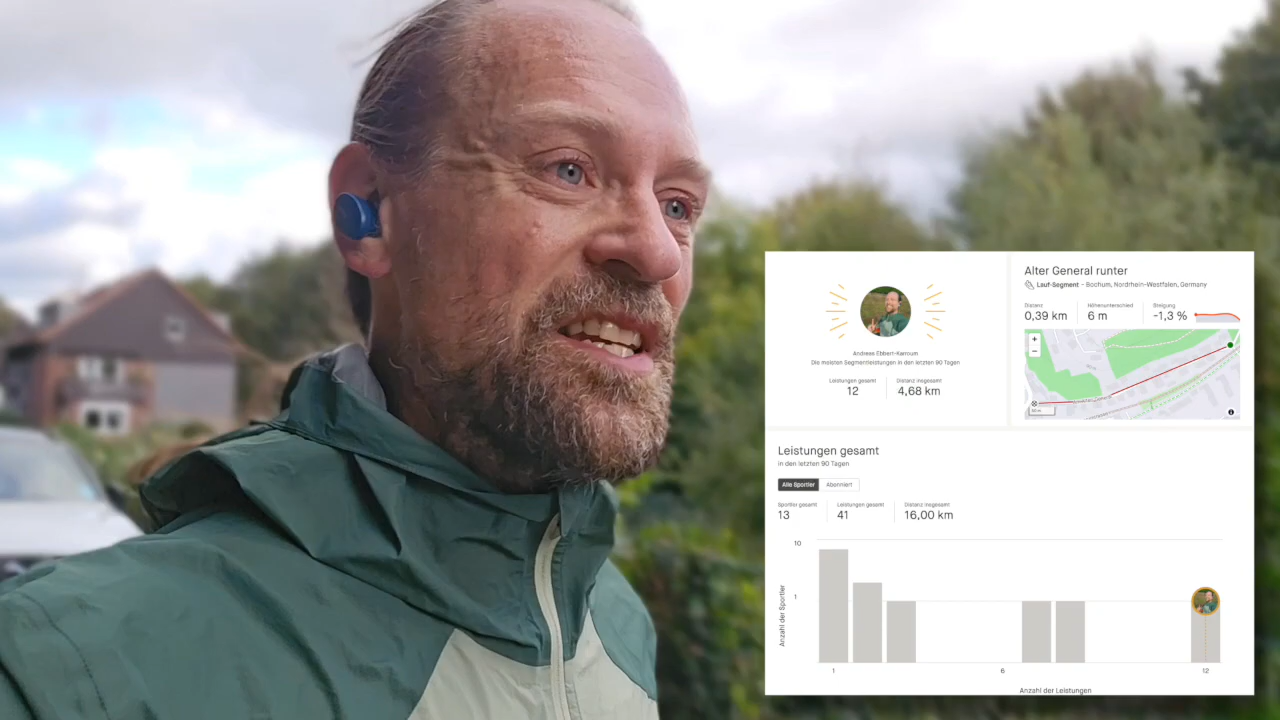 Andreas Ebbert-Karroum
Die meisten Segmentleistungen in den letzten 90 Tagen
Leistungen gesamt
Distanz insgesamt
12
4,68 km
Alter General runter
Lauf-Segment - Bochum, Nordrhein-Westfalen, Germany
Distanz
Höhenunterschied
Steigung
0,39 km
6 m
-1,3 %
+
−
50 m
i
Leistungen gesamt
in den letzten 90 Tagen
Alle Sportler
Abonniert
Sportler gesamt
Leistungen gesamt
Distanz insgesamt
13
41
16,00 km
10
1
Anzahl der Sportler
1
6
12
Anzahl der Leistungen